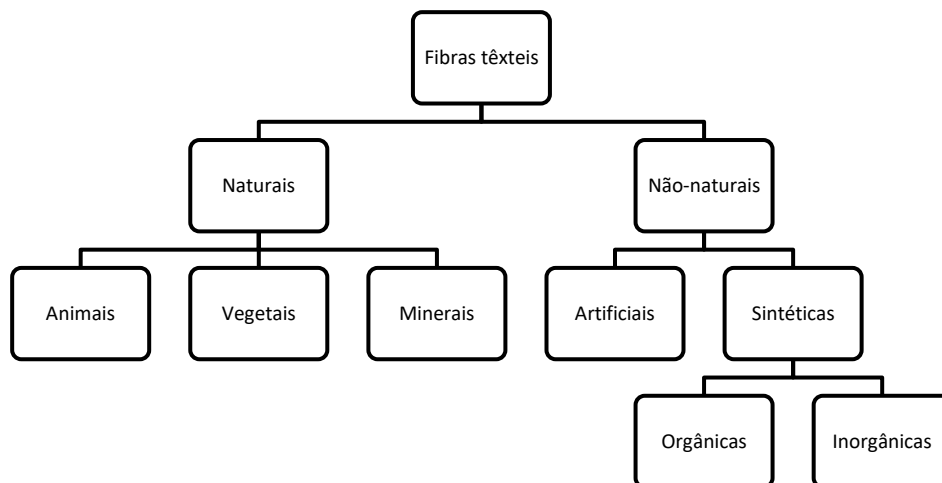 Fibras têxteis
Naturais
Não-naturais
Animais
Vegetais
Minerais
Artificiais
Sintéticas
Orgânicas
Inorgânicas